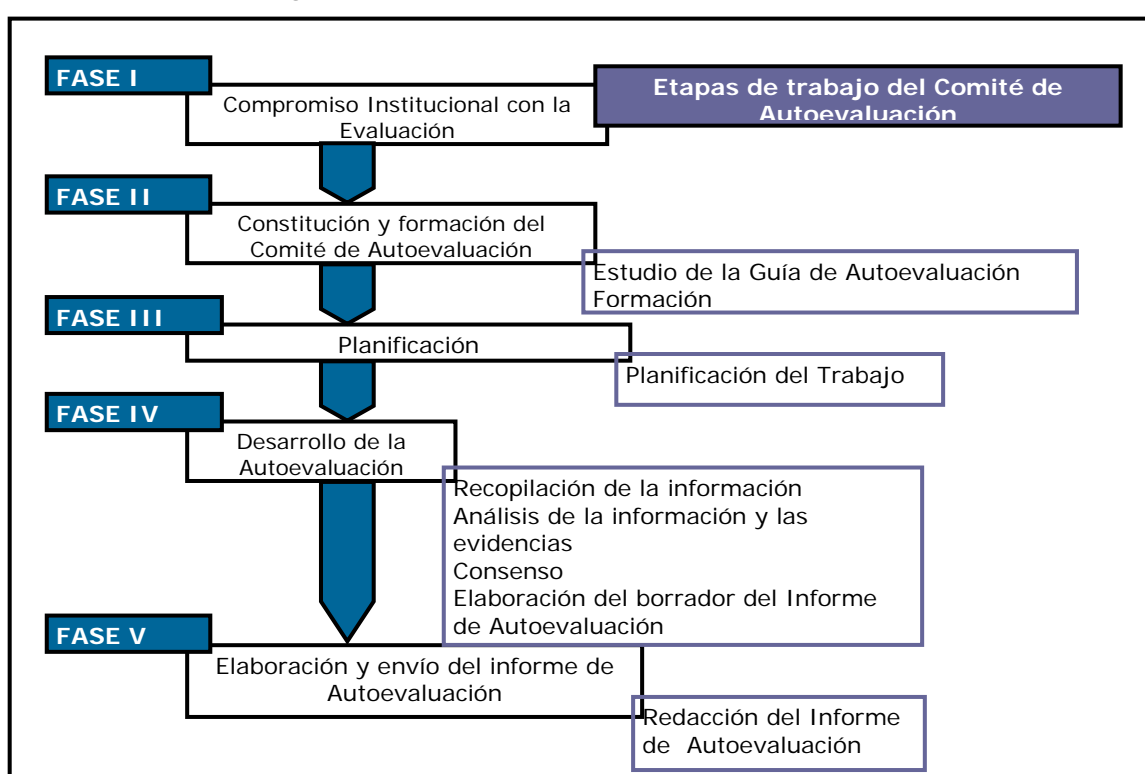 FASE I
Compromiso Institucional con la
Evaluación
Etapas de trabajo del Comité de
Autoevaluación
FASE II
Constitución y formación del
Comité de Autoevaluación
Estudio de la Guía de Autoevaluación
Formación
FASE III
Planificación
Planificación del Trabajo
FASE IV
Desarrollo de la
Autoevaluación
Recopilación de la información
Análisis de la información y las
evidencias
Consenso
Elaboración del borrador del Informe
de Autoevaluación
FASE V
Elaboración y envío del informe de
Autoevaluación
Redacción del Informe
de Autoevaluación